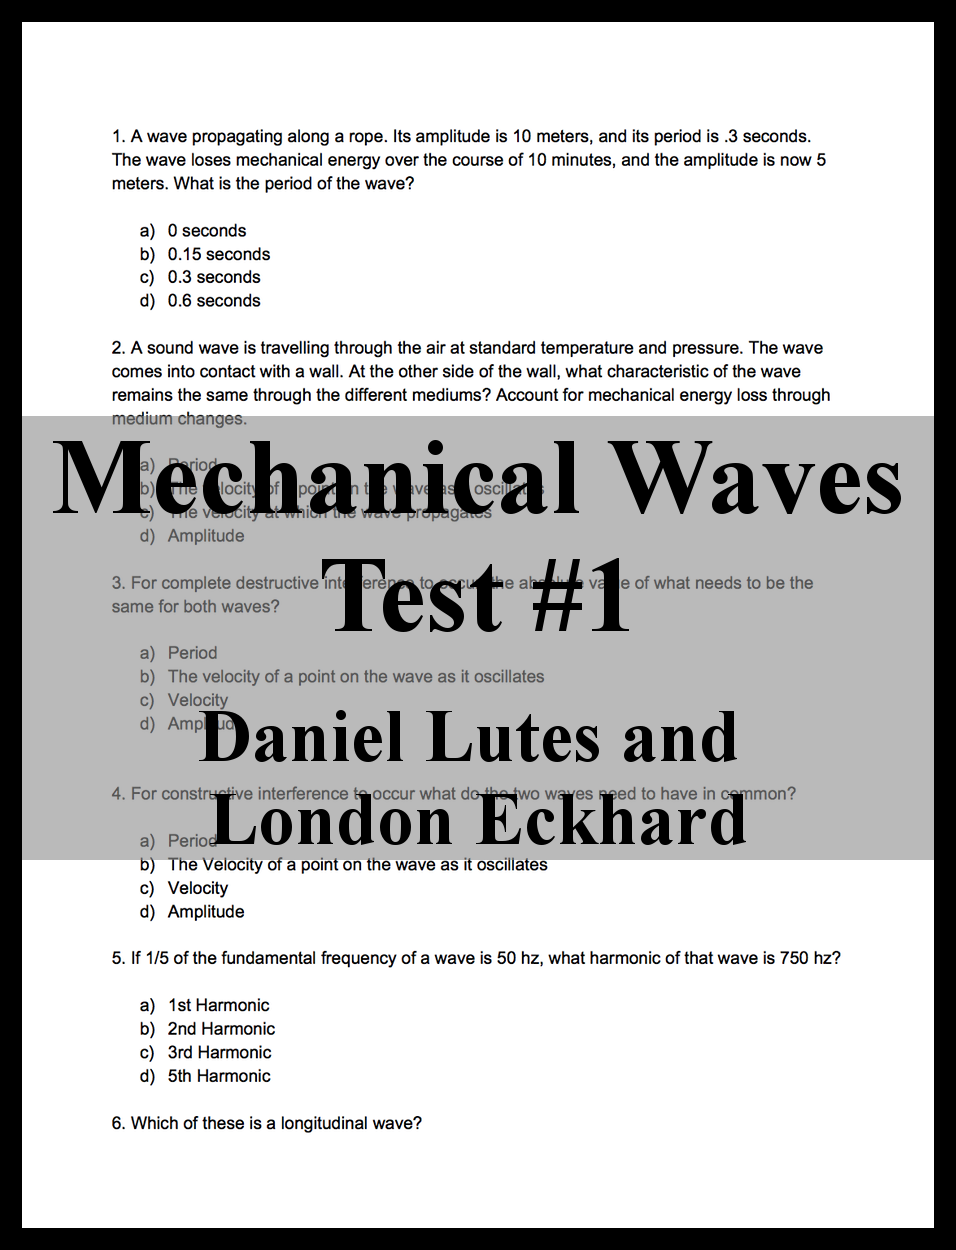 1. A wave propagating along a rope. Its amplitude is 10 meters, and its period is .3 seconds.
The wave loses mechanical energy over the course of 10 minutes, and the amplitude is now 5
meters. What is the period of the wave?
a) 0 seconds
b) 0.15 seconds
c) 0.3 seconds
d) 0.6 seconds
2. A sound wave is travelling through the air at standard temperature and pressure. The wave
comes into contact with a wall. At the other side of the wall, what characteristic of the wave
remains the same through the different mediums? Account for mechanical energy loss through
medium changes.
a) Period
b) The velocity of a point on the wave as it oscillates
c) The velocity at which the wave propagates
d) Amplitude
Mechanical Waves
Test #1
3. For complete destructive interference to occur, the absolute value of what needs to be the
same for both waves?
a) Period
b) The velocity of a point on the wave as it oscillates
c) Velocity
d) Amplitude
Daniel Lutes and
London Eckhard
4. For constructive interference to occur what do the two waves need to have in common?
a) Period
b) The Velocity of a point on the wave as it oscillates
c) Velocity
d) Amplitude
5. If 1/5 of the fundamental frequency of a wave is 50 hz, what harmonic of that wave is 750 hz?
a) 1st Harmonic
b) 2nd Harmonic
c) 3rd Harmonic
d) 5th Harmonic
6. Which of these is a longitudinal wave?